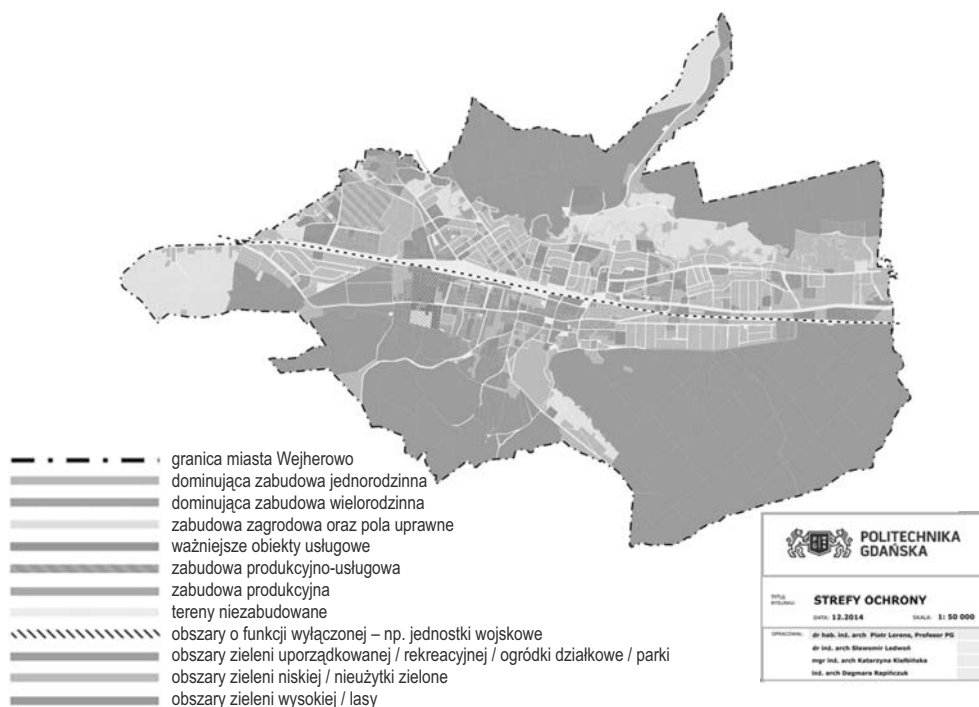 granica miasta Wejherowo
dominująca zabudowa jednorodzinna
dominująca zabudowa wielorodzinna
zabudowa zagrodowa oraz pola uprawne
ważniejsze obiekty usługowe
zabudowa produkcyjno-usługowa
zabudowa produkcyjna
tereny niezabudowane
obszary o funkcji wyłączonej – np. jednostki wojskowe
obszary zieleni uporządkowanej / rekreacyjnej / ogródki działkowe / parki
obszary zieleni niskiej / nieużytki zielone
obszary zieleni wysokiej / lasy
POLITECHNIKA
GDAŃSKA
TYTUŁ
RYSUNKU:
STREFY OCHRONY
DATA: 12.2014 SKALA: 1: 50 000
OPRACOWAŁ: dr hab. inż. arch Piotr Lorens, Profesor PG
dr inż. arch Sławomir Ledwoń
mgr inż. arch Katarzyna Kiełbińska
inż. arch Dagmara Rapińczuk